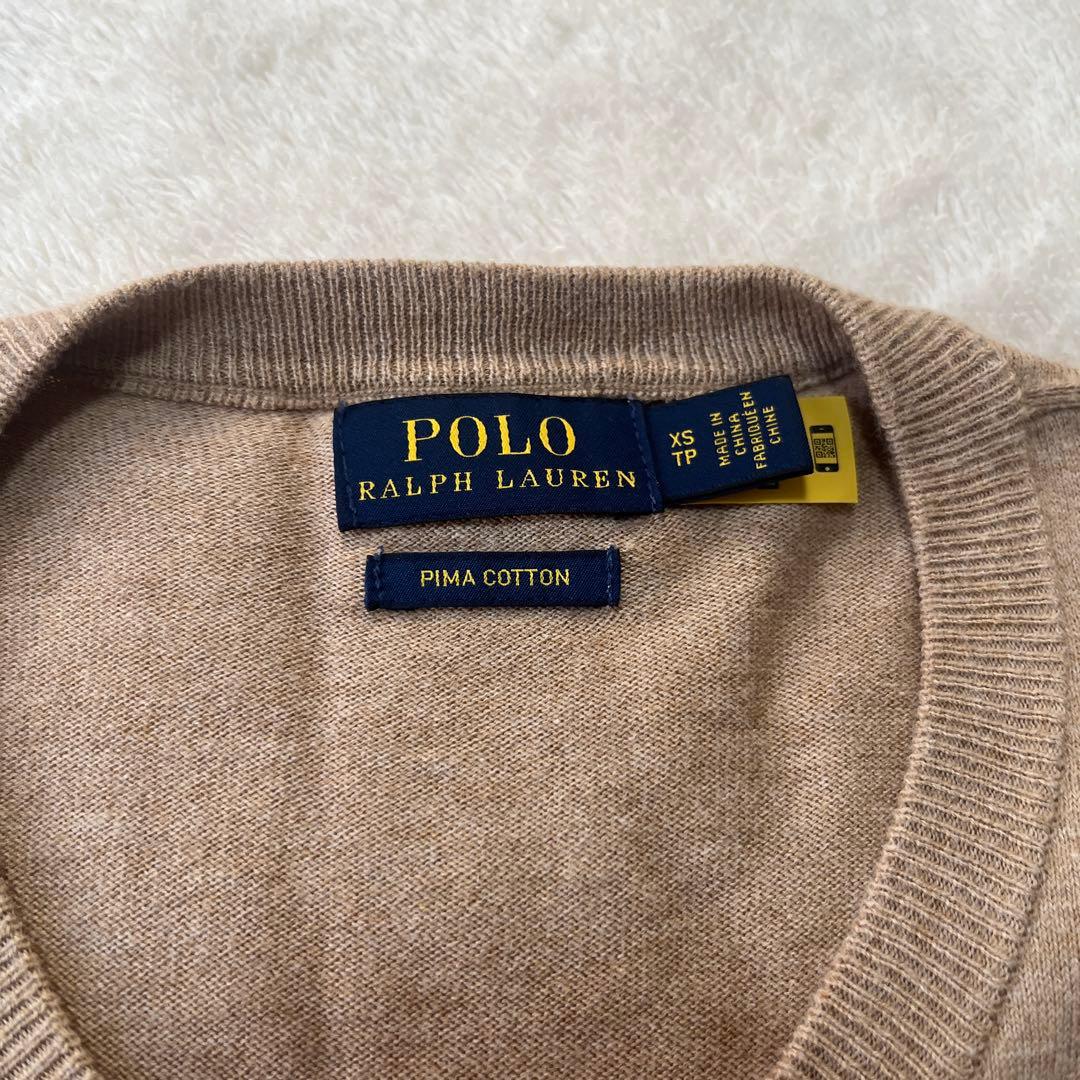 POLO
RALPH LAUREN
XS
TP
MADE IN
CHINA
FABRIQUÉ EN
CHINE
PIMA COTTON